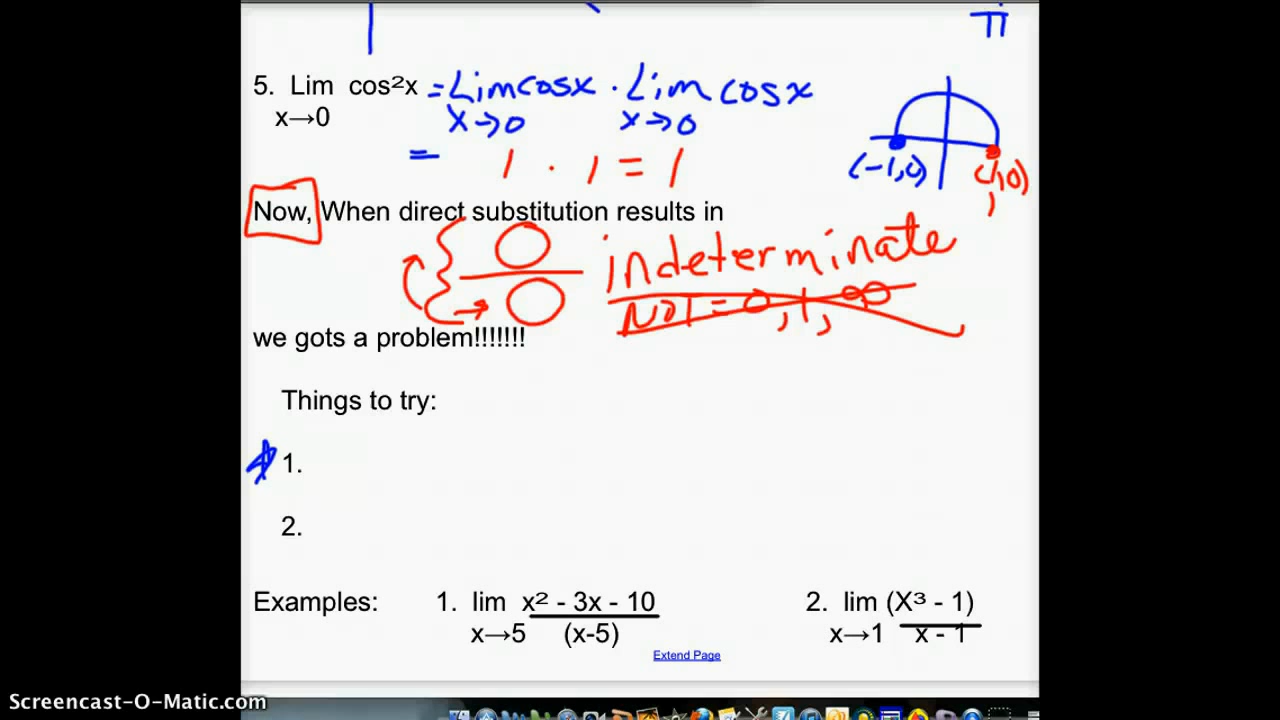 π
5. Lim cos²x = Lim cosx · Lim cosx
x→0 x→0 x→0
= 1 · 1 = 1
(-1,0) (1,0)
Now, When direct substitution results in
0/0 indeterminate
NOT = 0, 1, ∞
we gots a problem!!!!!!!
Things to try:
1.
2.
Examples: 1. lim x² - 3x - 10 2. lim (X³ - 1)
x→5 (x-5) x→1 x - 1
Extend Page
Screencast-O-Matic.com